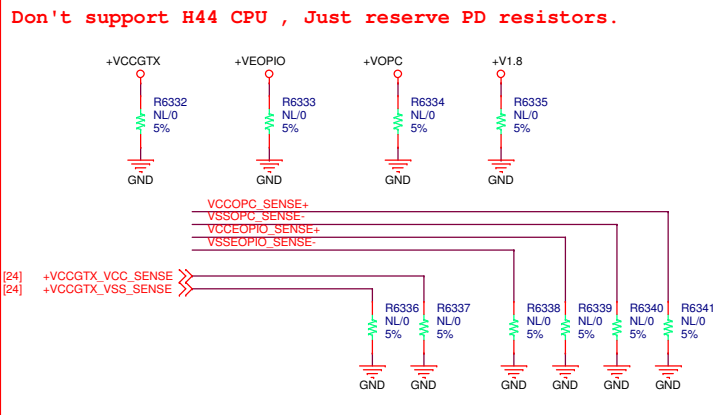 Don't support H44 CPU , Just reserve PD resistors.
+VCCGTX +VEOPIO +VOPC +V1.8
R6332 R6333 R6334 R6335
NL/0 NL/0 NL/0 NL/0
5% 5% 5% 5%
GND GND GND GND
VCCOPC_SENSE+
VSSOPC_SENSE-
VCCEOPIO_SENSE+
VSSEOPIO_SENSE-
[24] +VCCGTX_VCC_SENSE
[24] +VCCGTX_VSS_SENSE
R6336 R6337 R6338 R6339 R6340 R6341
NL/0 NL/0 NL/0 NL/0 NL/0 NL/0
5% 5% 5% 5% 5% 5%
GND GND GND GND GND GND